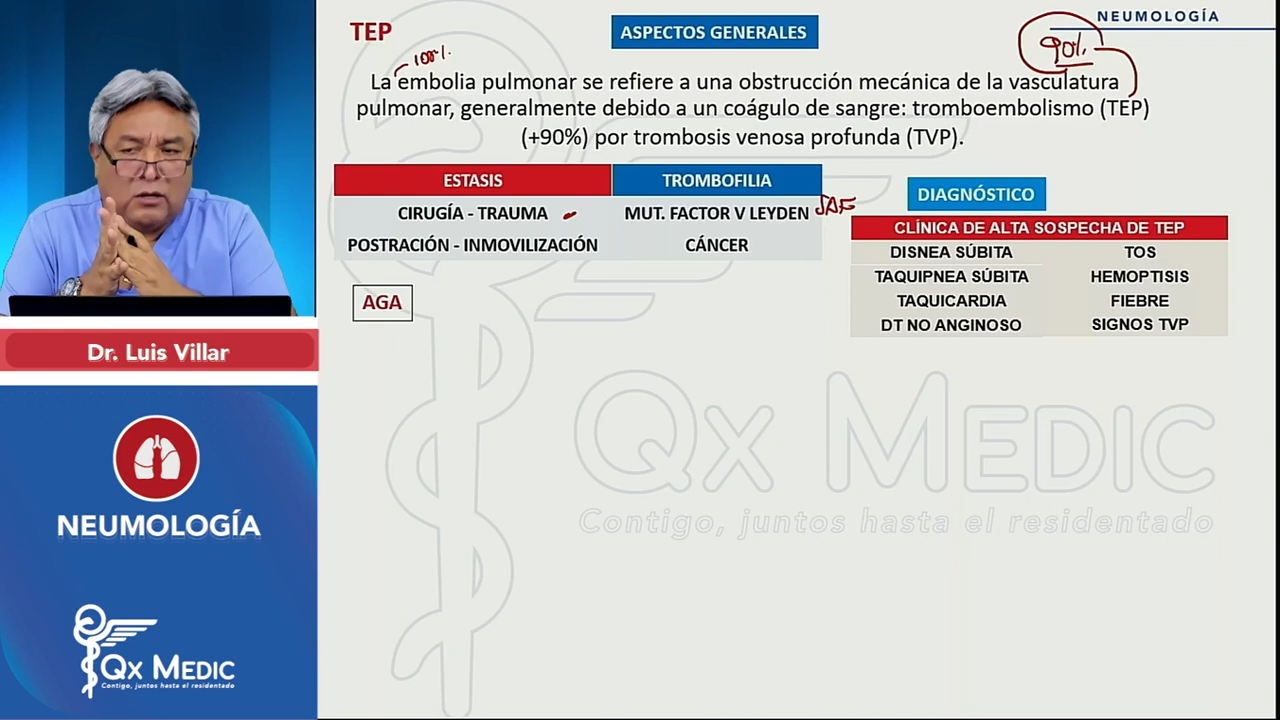 NEUMOLOGÍA
TEP
ASPECTOS GENERALES
90%
100%
La embolia pulmonar se refiere a una obstrucción mecánica de la vasculatura
pulmonar, generalmente debido a un coágulo de sangre: tromboembolismo (TEP)
(+90%) por trombosis venosa profunda (TVP).
ESTASIS TROMBOFILIA
CIRUGÍA - TRAUMA MUT. FACTOR V LEYDEN SAF
POSTRACIÓN - INMOVILIZACIÓN CÁNCER
AGA
DIAGNÓSTICO
CLÍNICA DE ALTA SOSPECHA DE TEP
DISNEA SÚBITA TOS
TAQUIPNEA SÚBITA HEMOPTISIS
TAQUICARDIA FIEBRE
DT NO ANGINOSO SIGNOS TVP
Dr. Luis Villar
NEUMOLOGÍA
QX MEDIC
Contigo, juntos hasta el residentado
QX MEDIC
Contigo, juntos hasta el residentado